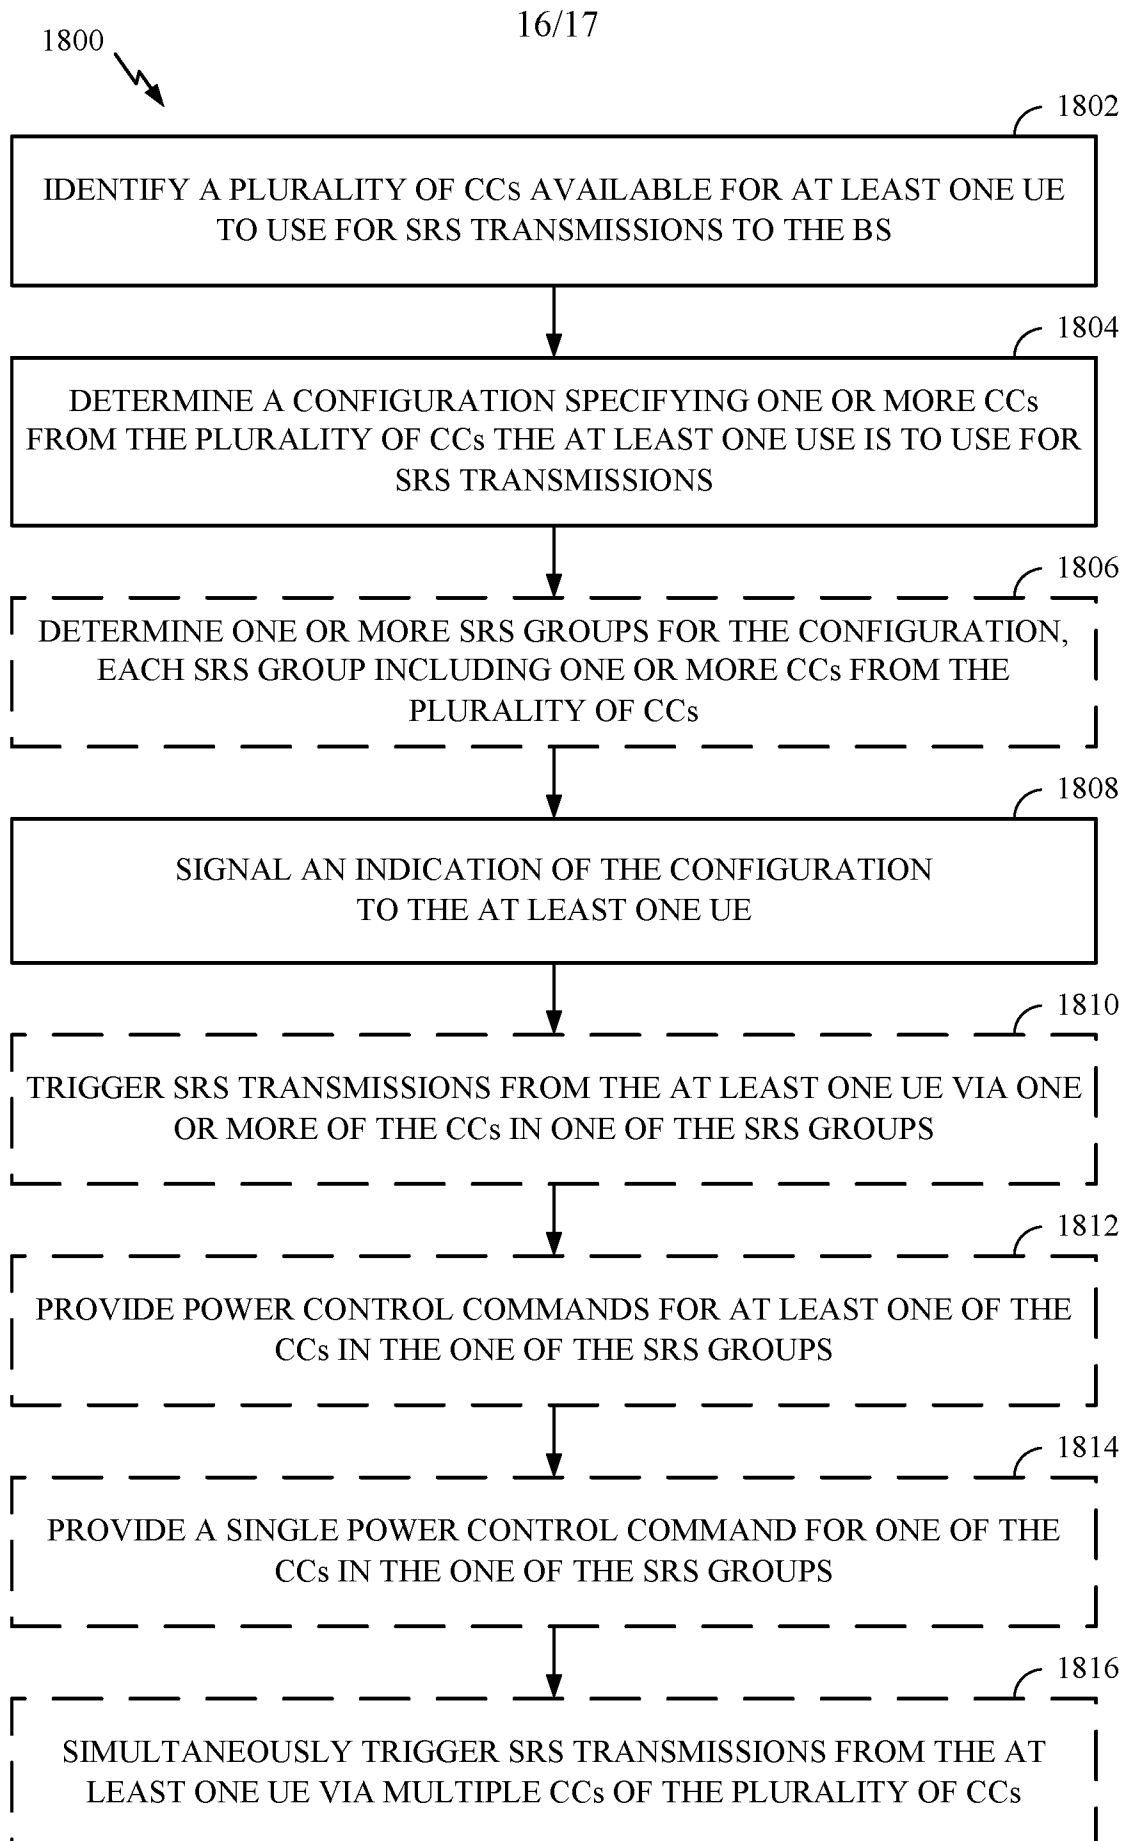 16/17
1800
1802
IDENTIFY A PLURALITY OF CCs AVAILABLE FOR AT LEAST ONE UE
TO USE FOR SRS TRANSMISSIONS TO THE BS
1804
DETERMINE A CONFIGURATION SPECIFYING ONE OR MORE CCs
FROM THE PLURALITY OF CCs THE AT LEAST ONE USE IS TO USE FOR
SRS TRANSMISSIONS
1806
DETERMINE ONE OR MORE SRS GROUPS FOR THE CONFIGURATION,
EACH SRS GROUP INCLUDING ONE OR MORE CCs FROM THE
PLURALITY OF CCs
1808
SIGNAL AN INDICATION OF THE CONFIGURATION
TO THE AT LEAST ONE UE
1810
TRIGGER SRS TRANSMISSIONS FROM THE AT LEAST ONE UE VIA ONE
OR MORE OF THE CCs IN ONE OF THE SRS GROUPS
1812
PROVIDE POWER CONTROL COMMANDS FOR AT LEAST ONE OF THE
CCs IN THE ONE OF THE SRS GROUPS
1814
PROVIDE A SINGLE POWER CONTROL COMMAND FOR ONE OF THE
CCs IN THE ONE OF THE SRS GROUPS
1816
SIMULTANEOUSLY TRIGGER SRS TRANSMISSIONS FROM THE AT
LEAST ONE UE VIA MULTIPLE CCs OF THE PLURALITY OF CCs